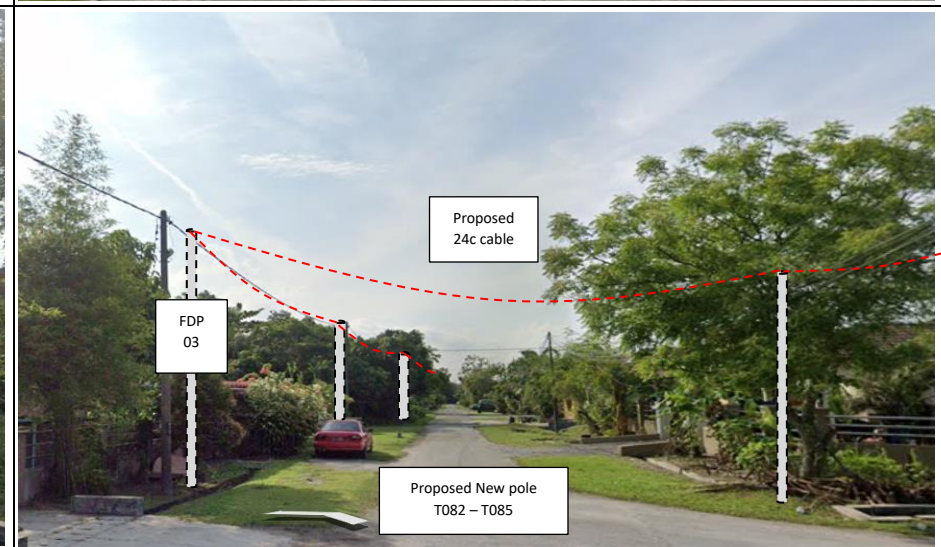 Proposed
24c cable
FDP
03
Proposed New pole
T082 – T085